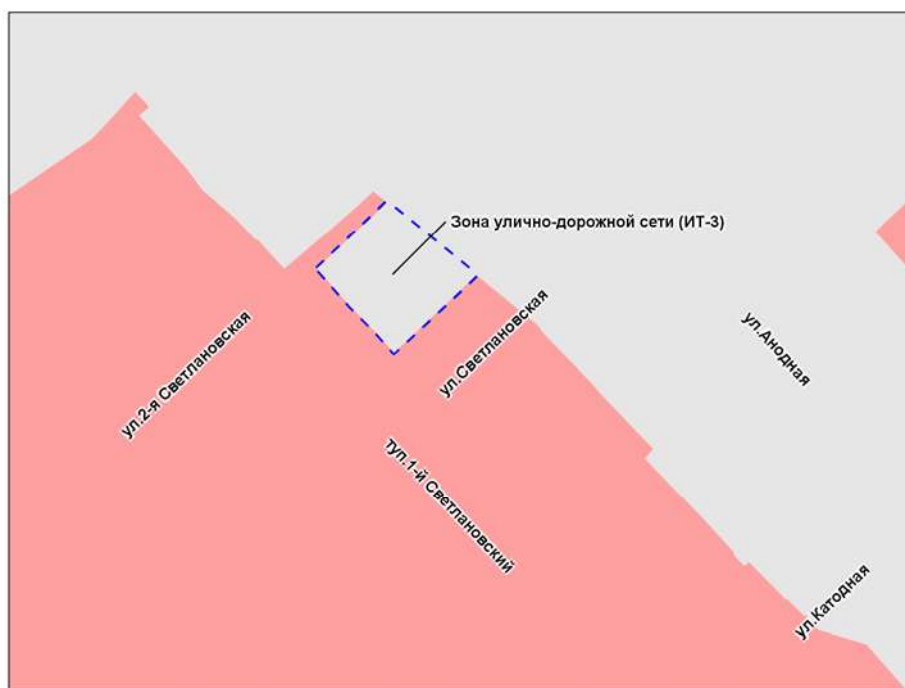 Зона улично-дорожной сети (ИТ-3)
ул.2-я Светлановская
ул.Светлановская
ул.Анодная
туп.1-й Светлановский
ул.Катодная